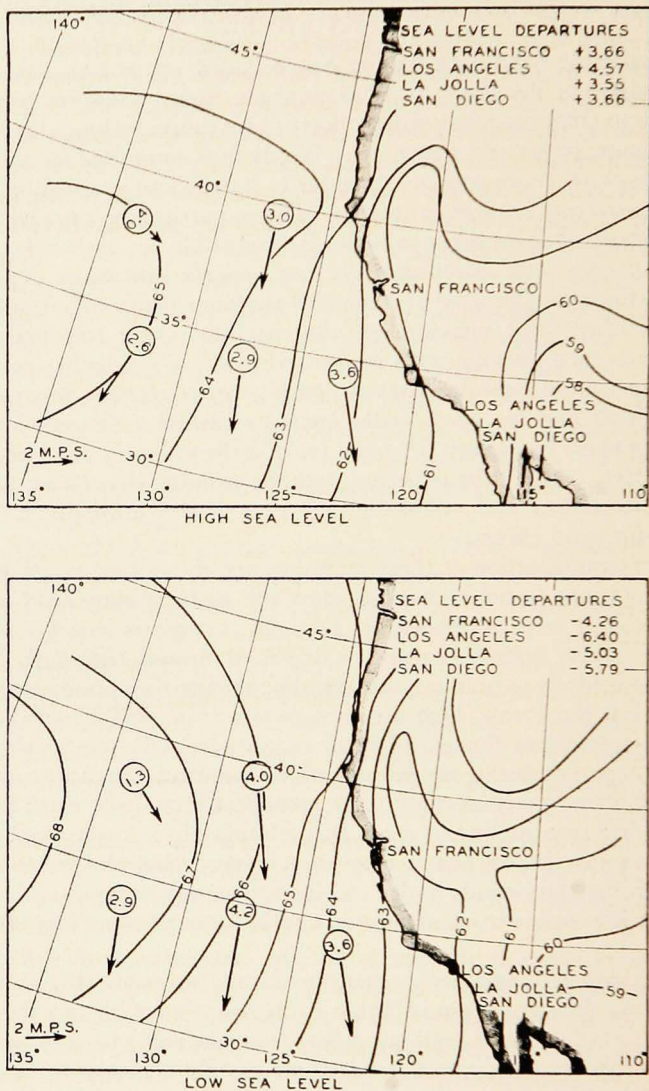 140°
45°
SEA LEVEL DEPARTURES
SAN FRANCISCO +3.66
LOS ANGELES +4.57
LA JOLLA +3.55
SAN DIEGO +3.66
40°
0.4
3.0
65
SAN FRANCISCO
35°
60
2.6
2.9
3.6
59
64
58
63
LOS ANGELES
LA JOLLA
SAN DIEGO
62
61
2 M.P.S.
30°
135°
130°
125°
120°
115°
110°
HIGH SEA LEVEL
140°
45°
SEA LEVEL DEPARTURES
SAN FRANCISCO -4.26
LOS ANGELES -6.40
LA JOLLA -5.03
SAN DIEGO -5.79
40°
1.3
4.0
68
SAN FRANCISCO
67
66
65
2.9
4.2
64
63
62
61
60
3.6
LOS ANGELES
LA JOLLA
SAN DIEGO
59
2 M.P.S.
30°
135°
130°
125°
120°
115°
110°
LOW SEA LEVEL